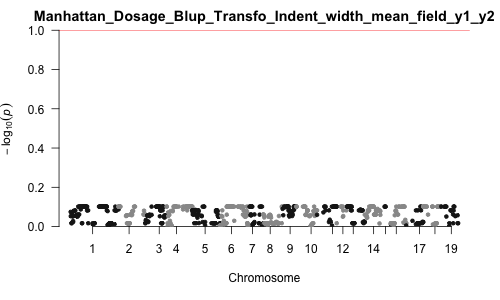 Manhattan_Dosage_Blup_Transfo_Indent_width_mean_field_y1_y2
1.0
0.8
0.6
0.4
0.2
0.0
− log10(p)
1 2 3 4 5 6 7 8 9 10 12 14 17 19
Chromosome